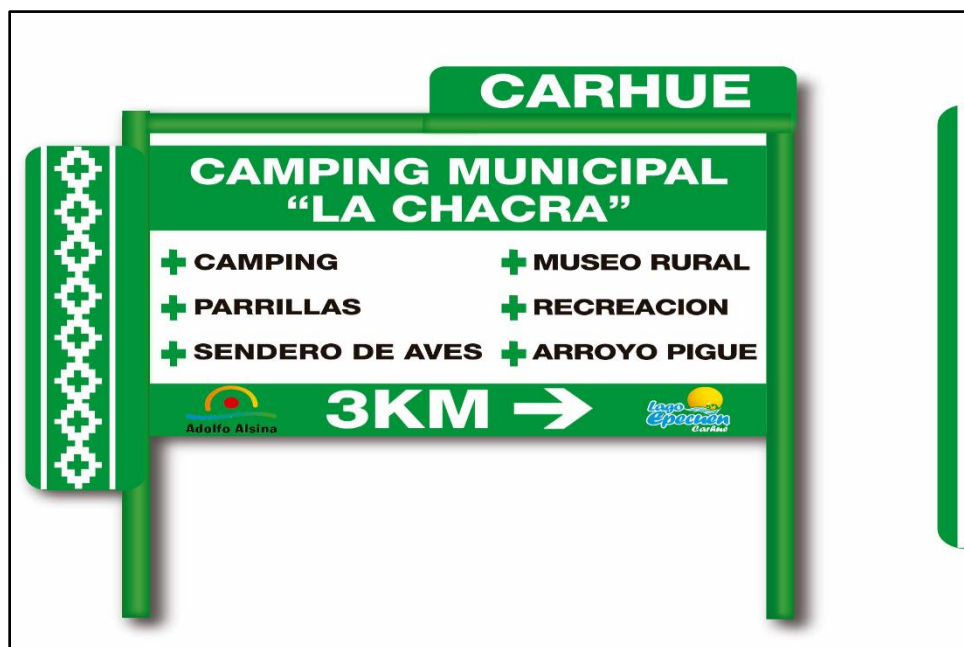 CARHUE
CAMPING MUNICIPAL
“LA CHACRA”
CAMPING
PARRILLAS
SENDERO DE AVES
MUSEO RURAL
RECREACION
ARROYO PIGUE
3KM
Adolfo Alsina
Lago
Epecuen
Carhué